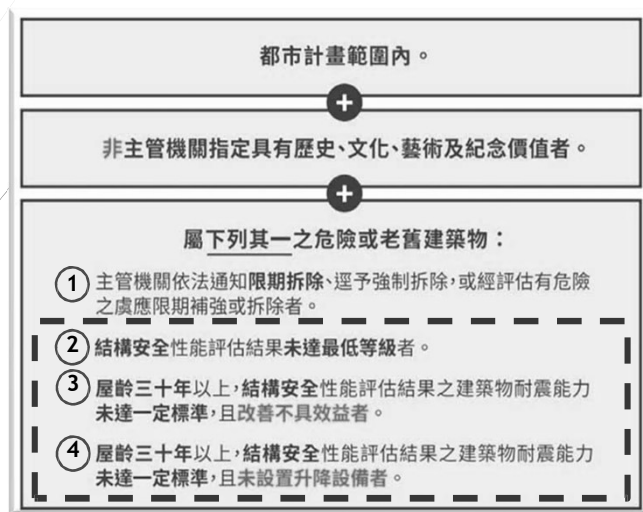 都市計畫範圍內。
+
非主管機關指定具有歷史、文化、藝術及紀念價值者。
+
屬下列其一之危險或老舊建築物：
1 主管機關依法通知限期拆除、逕予強制拆除，或經評估有危險
之虞應限期補強或拆除者。
2 結構安全性能評估結果未達最低等級者。
3 屋齡三十年以上，結構安全性能評估結果之建築物耐震能力
未達一定標準，且改善不具效益者。
4 屋齡三十年以上，結構安全性能評估結果之建築物耐震能力
未達一定標準，且未設置升降設備者。